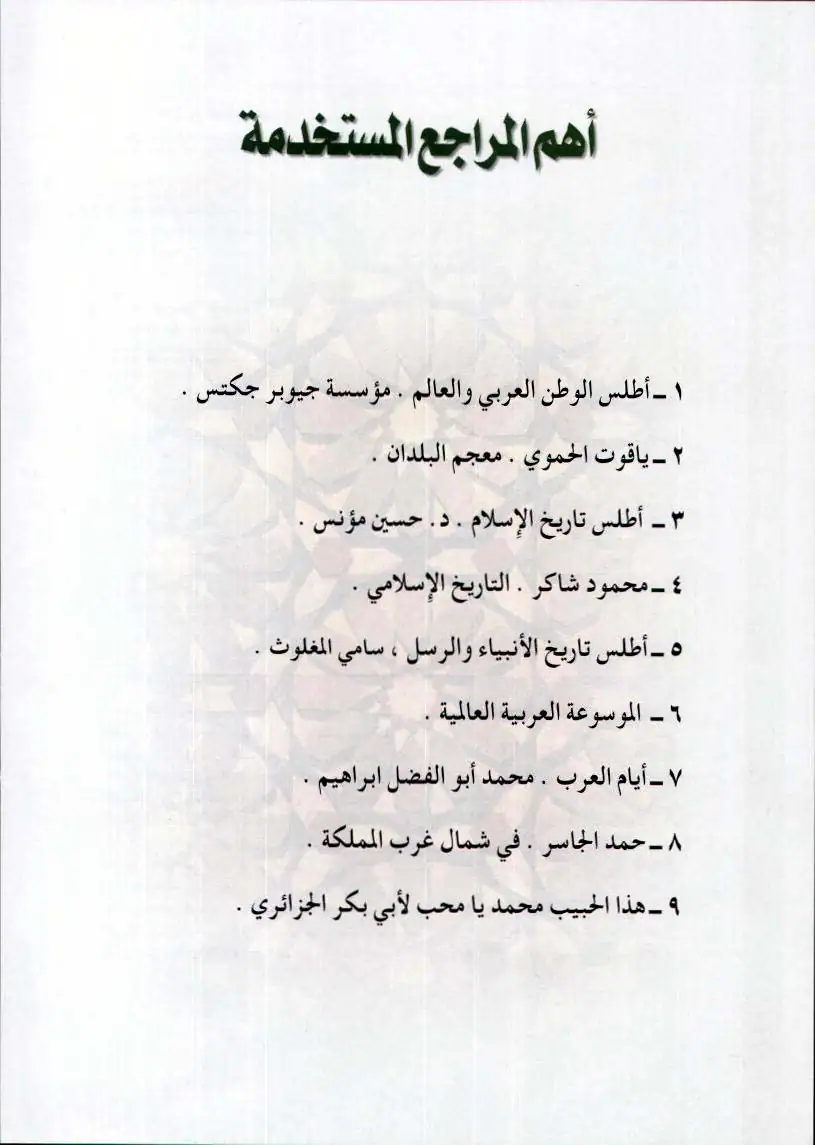 أهم المراجع المستخدمة
١ ـ أطلس الوطن العربي والعالم . مؤسسة جيوبر جكتس .
٢ ـ ياقوت الحموي . معجم البلدان .
٣ ـ أطلس تاريخ الإسلام . د. حسين مؤنس .
٤ ـ محمود شاكر . التاريخ الإسلامي .
٥ ـ أطلس تاريخ الأنبياء والرسل ، سامي المغلوث .
٦ ـ الموسوعة العربية العالمية .
٧ ـ أيام العرب . محمد أبو الفضل ابراهيم .
٨ ـ حمد الجاسر . في شمال غرب المملكة .
٩ ـ هذا الحبيب محمد يا محب لأبي بكر الجزائري .